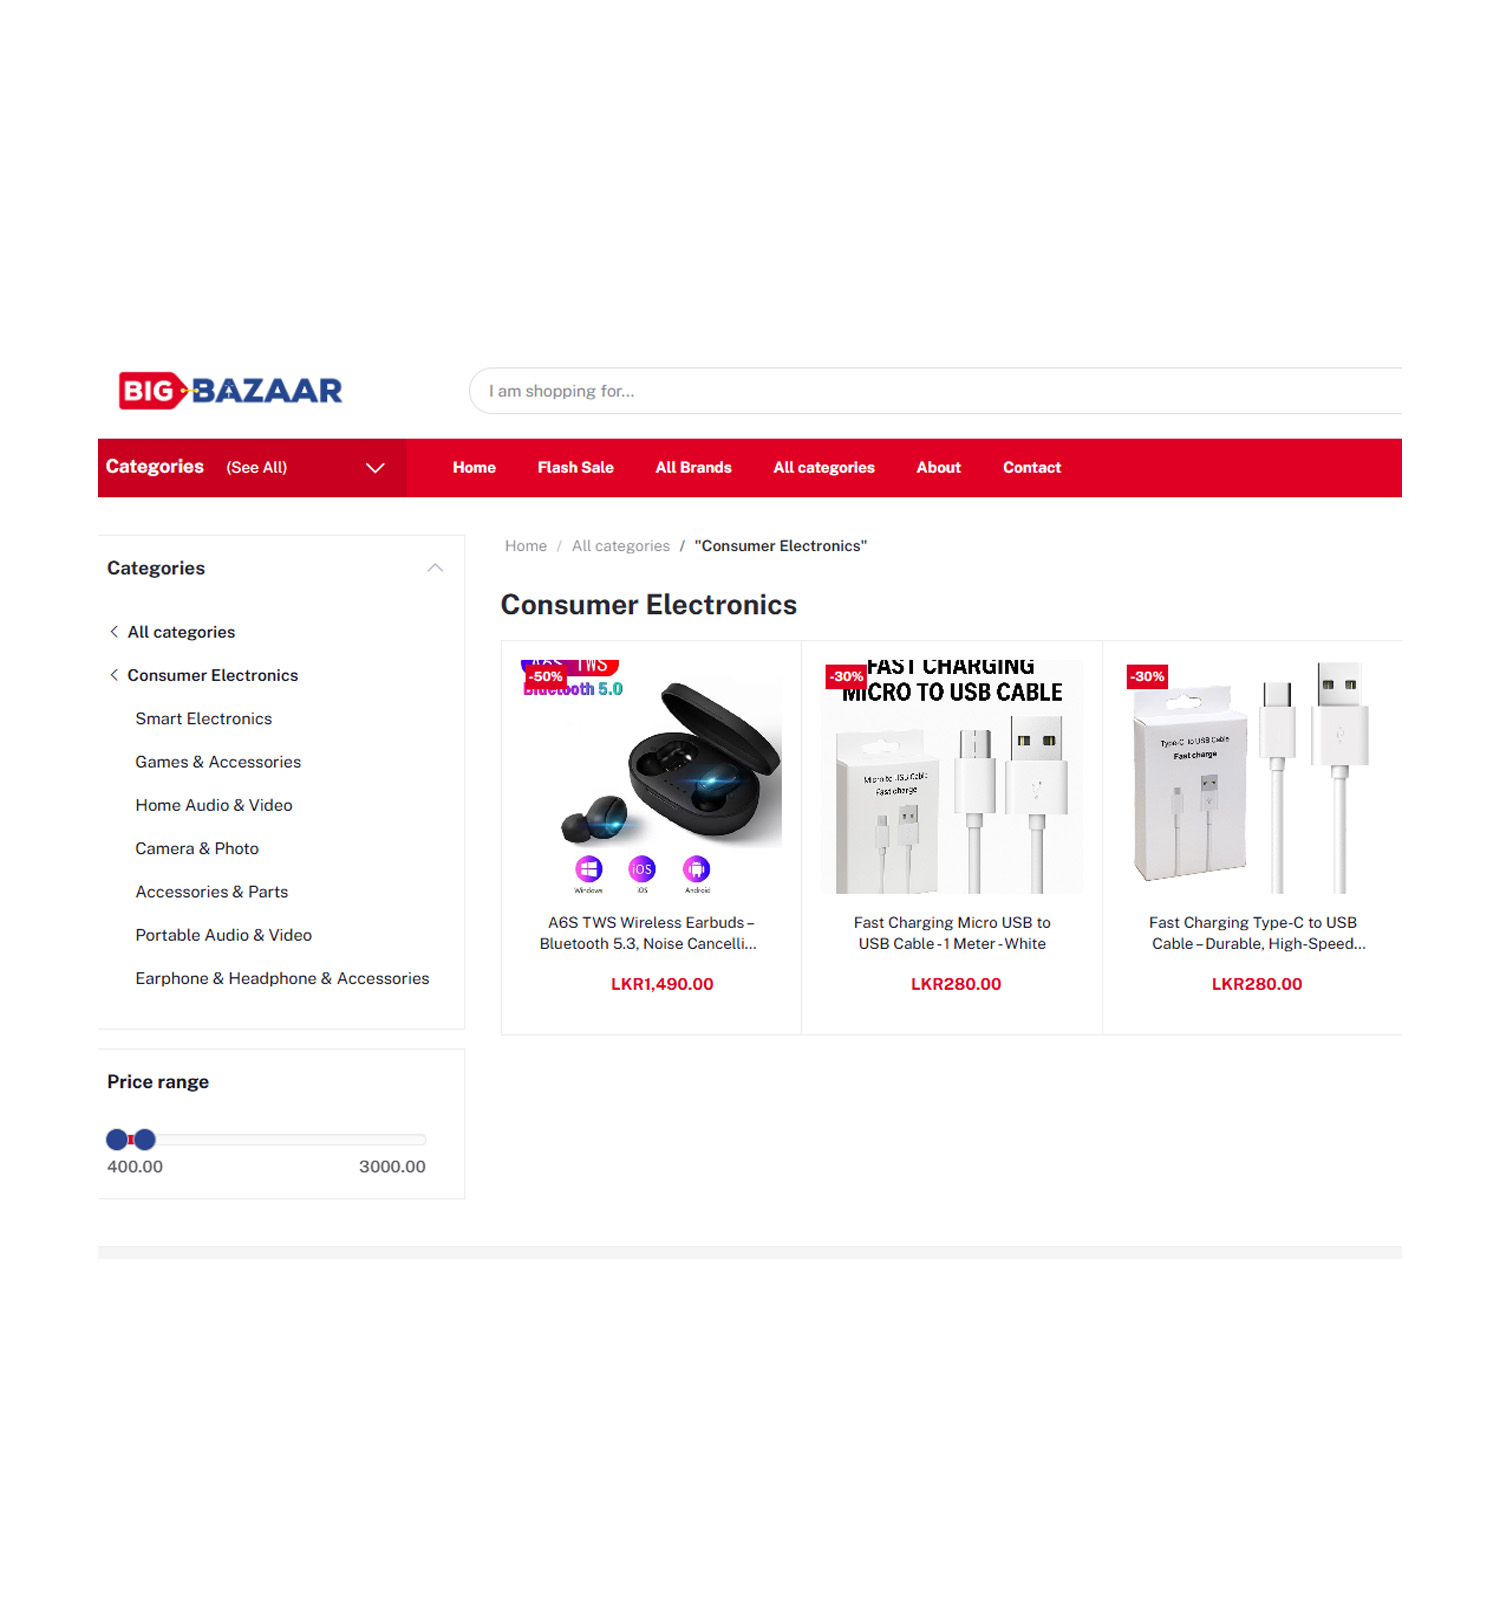 BIG BAZAAR
I am shopping for...
Categories (See All)
Home Flash Sale All Brands All categories About Contact
Categories
All categories
Consumer Electronics
Smart Electronics
Games & Accessories
Home Audio & Video
Camera & Photo
Accessories & Parts
Portable Audio & Video
Earphone & Headphone & Accessories
Price range
400.00 3000.00
Home / All categories / "Consumer Electronics"
Consumer Electronics
A6S TWS
-50%
Bluetooth 5.0
Windows iOS Android
iOS
A6S TWS Wireless Earbuds –
Bluetooth 5.3, Noise Cancelli...
LKR1,490.00
FAST CHARGING
-30%
MICRO TO USB CABLE
Micro to USB Cable
Fast charge
Fast Charging Micro USB to
USB Cable - 1 Meter - White
LKR280.00
-30%
Type-C to USB Cable
Fast charge
Fast Charging Type-C to USB
Cable – Durable, High-Speed...
LKR280.00